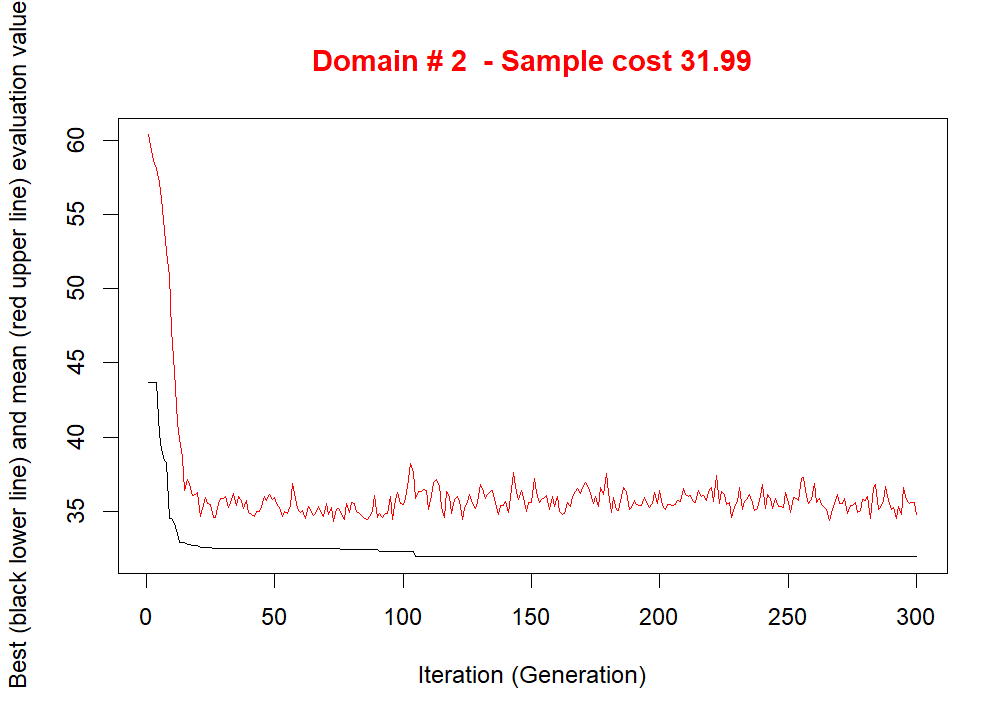 Domain # 2  - Sample cost 31.99
Best (black lower line) and mean (red upper line) evaluation value
60
55
50
45
40
35
0 50 100 150 200 250 300
Iteration (Generation)